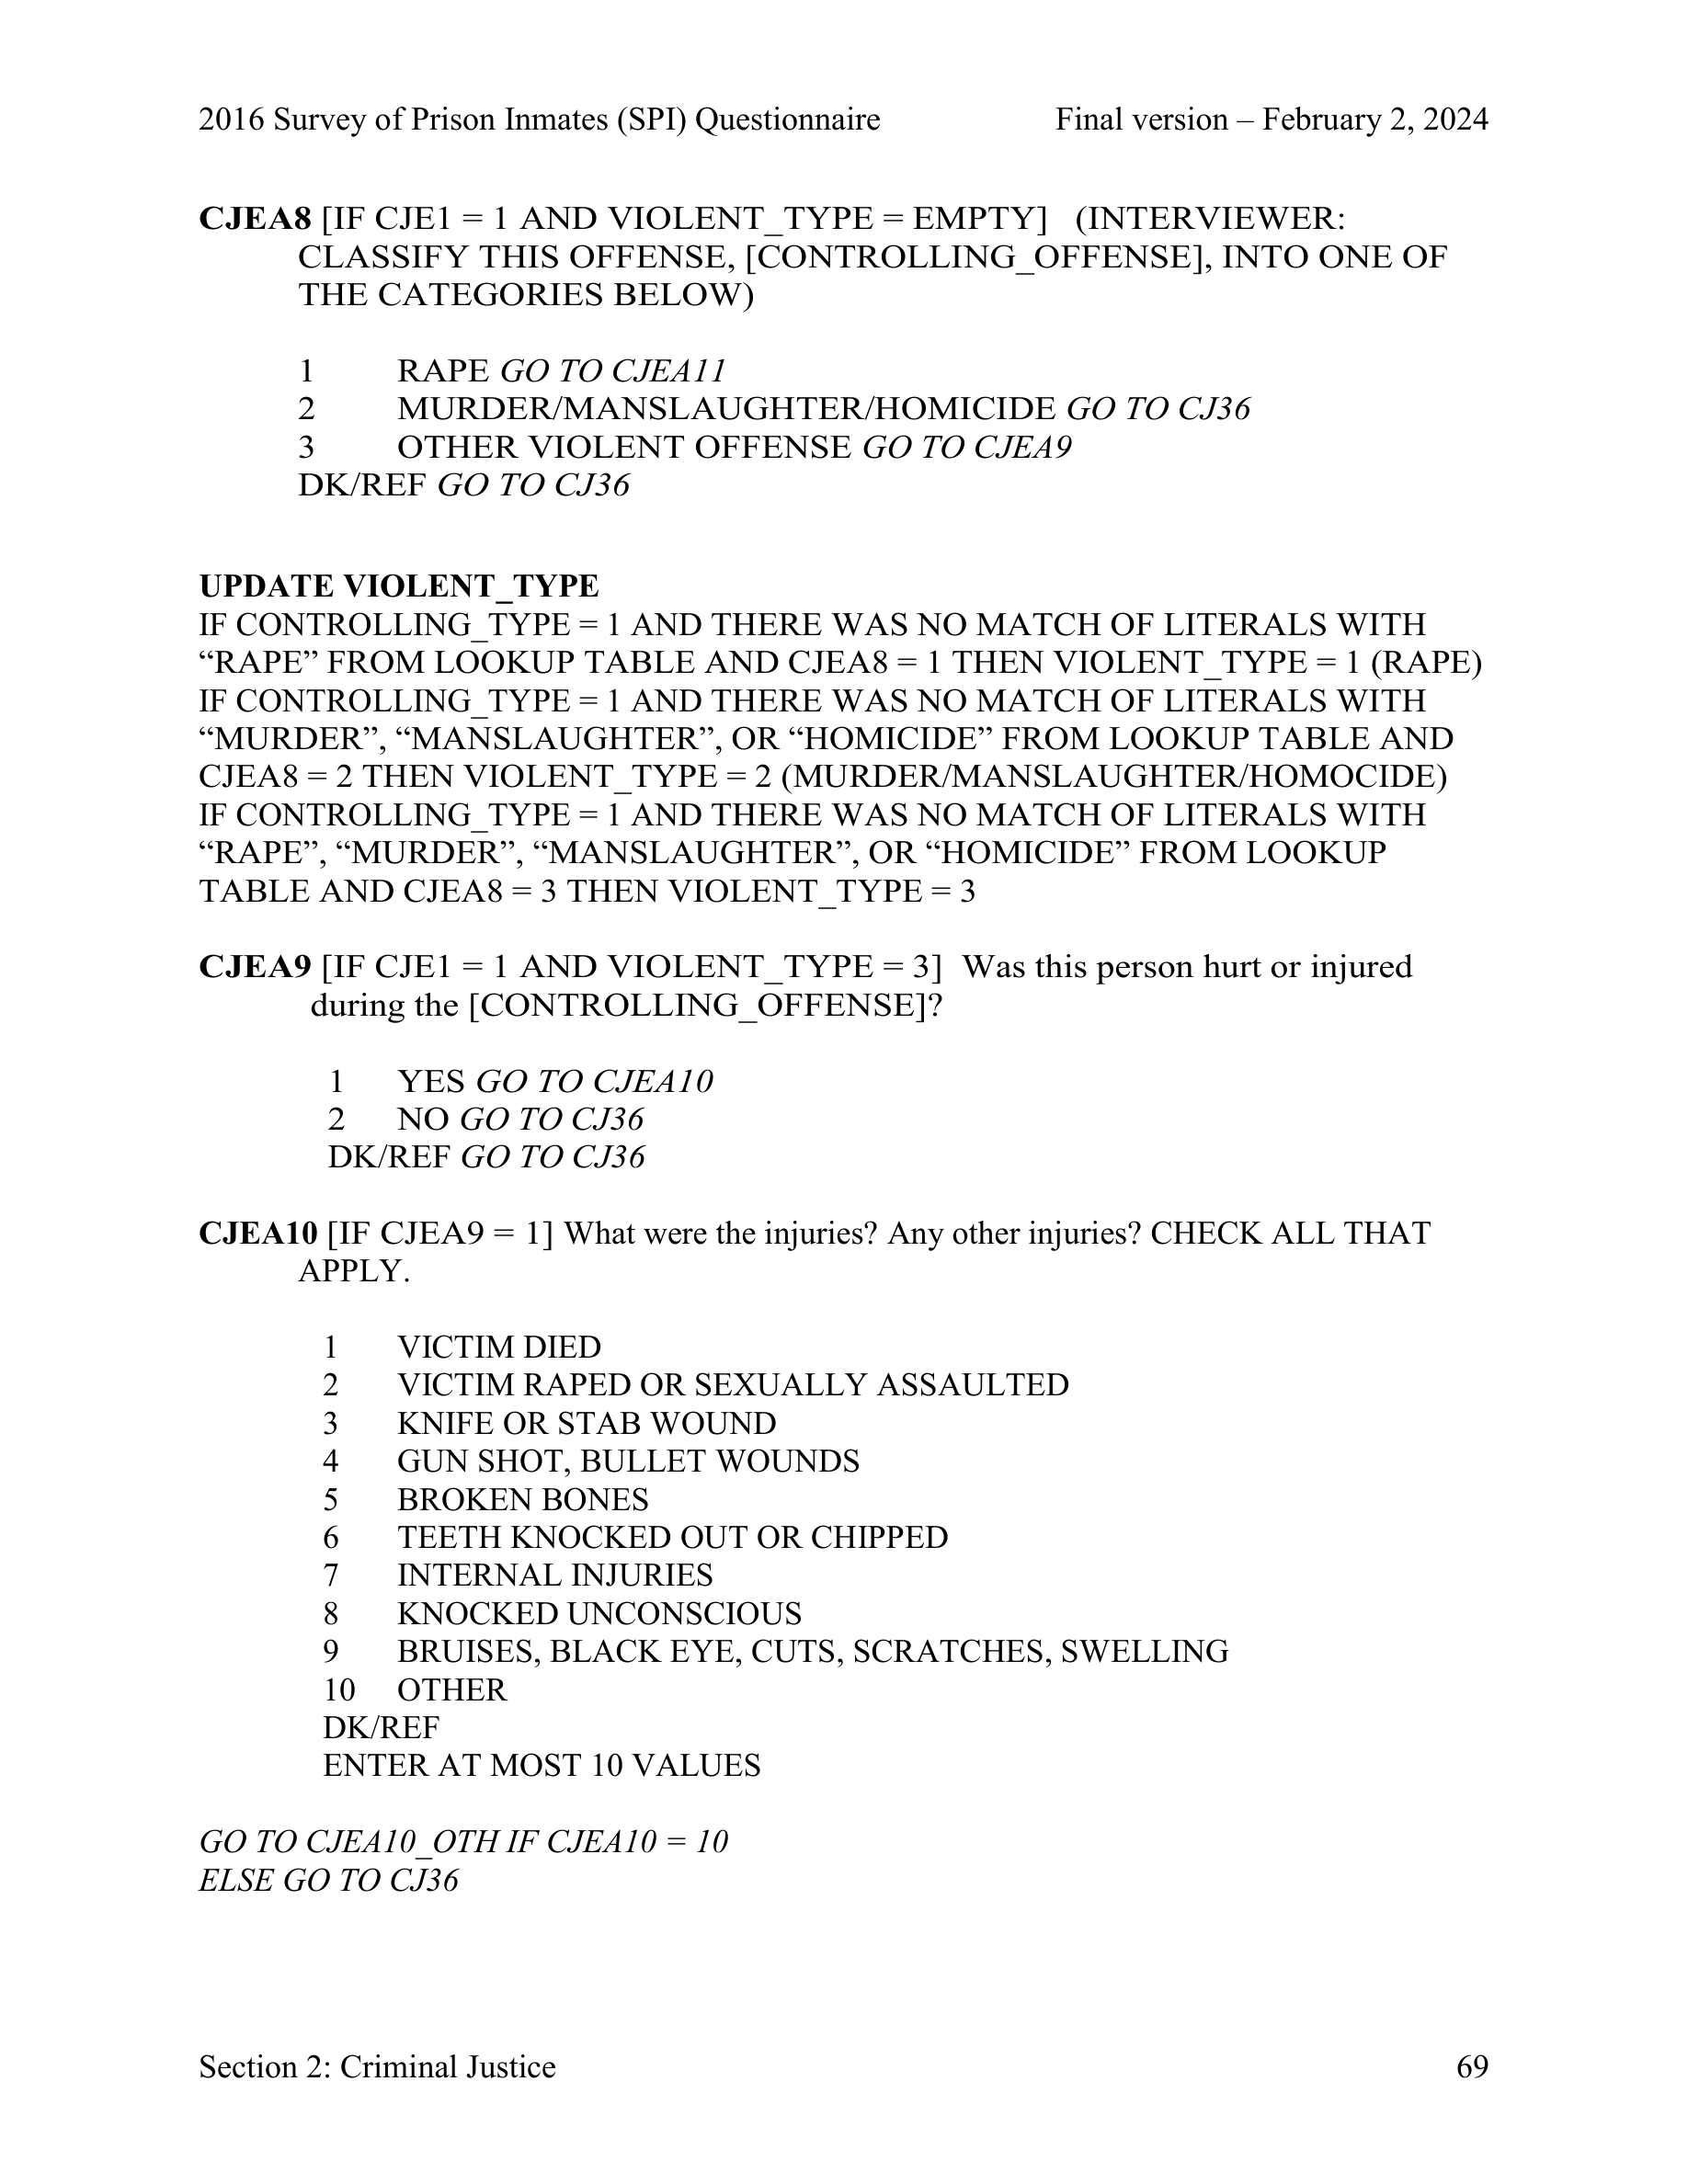 2016 Survey of Prison Inmates (SPI) Questionnaire Final version – February 2, 2024
CJEA8 [IF CJE1 = 1 AND VIOLENT_TYPE = EMPTY] (INTERVIEWER:
CLASSIFY THIS OFFENSE, [CONTROLLING_OFFENSE], INTO ONE OF
THE CATEGORIES BELOW)
1 RAPE GO TO CJEA11
2 MURDER/MANSLAUGHTER/HOMICIDE GO TO CJ36
3 OTHER VIOLENT OFFENSE GO TO CJEA9
DK/REF GO TO CJ36
UPDATE VIOLENT_TYPE
IF CONTROLLING_TYPE = 1 AND THERE WAS NO MATCH OF LITERALS WITH
“RAPE” FROM LOOKUP TABLE AND CJEA8 = 1 THEN VIOLENT_TYPE = 1 (RAPE)
IF CONTROLLING_TYPE = 1 AND THERE WAS NO MATCH OF LITERALS WITH
“MURDER”, “MANSLAUGHTER”, OR “HOMICIDE” FROM LOOKUP TABLE AND
CJEA8 = 2 THEN VIOLENT_TYPE = 2 (MURDER/MANSLAUGHTER/HOMOCIDE)
IF CONTROLLING_TYPE = 1 AND THERE WAS NO MATCH OF LITERALS WITH
“RAPE”, “MURDER”, “MANSLAUGHTER”, OR “HOMICIDE” FROM LOOKUP
TABLE AND CJEA8 = 3 THEN VIOLENT_TYPE = 3
CJEA9 [IF CJE1 = 1 AND VIOLENT_TYPE = 3] Was this person hurt or injured
during the [CONTROLLING_OFFENSE]?
1 YES GO TO CJEA10
2 NO GO TO CJ36
DK/REF GO TO CJ36
CJEA10 [IF CJEA9 = 1] What were the injuries? Any other injuries? CHECK ALL THAT
APPLY.
1 VICTIM DIED
2 VICTIM RAPED OR SEXUALLY ASSAULTED
3 KNIFE OR STAB WOUND
4 GUN SHOT, BULLET WOUNDS
5 BROKEN BONES
6 TEETH KNOCKED OUT OR CHIPPED
7 INTERNAL INJURIES
8 KNOCKED UNCONSCIOUS
9 BRUISES, BLACK EYE, CUTS, SCRATCHES, SWELLING
10 OTHER
DK/REF
ENTER AT MOST 10 VALUES
GO TO CJEA10_OTH IF CJEA10 = 10
ELSE GO TO CJ36
Section 2: Criminal Justice 69